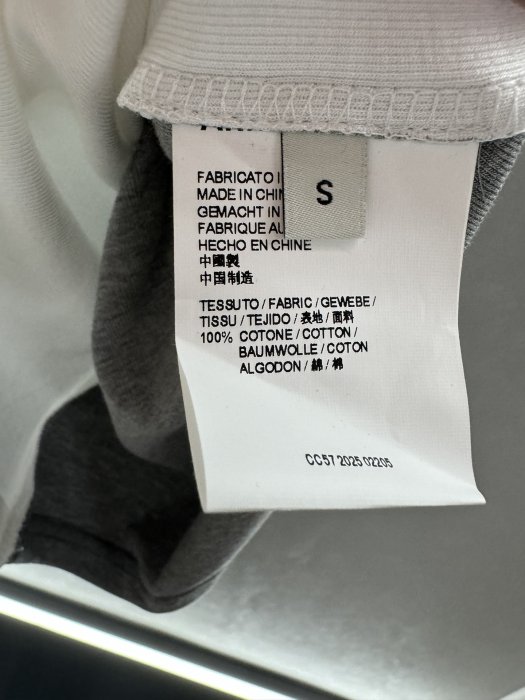 FABRICATO I
MADE IN CHIN
GEMACHT IN
FABRIQUE AU
HECHO EN CHINE
中國製
中国制造
S
TESSUTO / FABRIC / GEWEBE /
TISSU / TEJIDO / 表地 / 面料
100% COTONE / COTTON /
BAUMWOLLE / COTON
ALGODON / 綿 / 棉
CC57 2025 02205